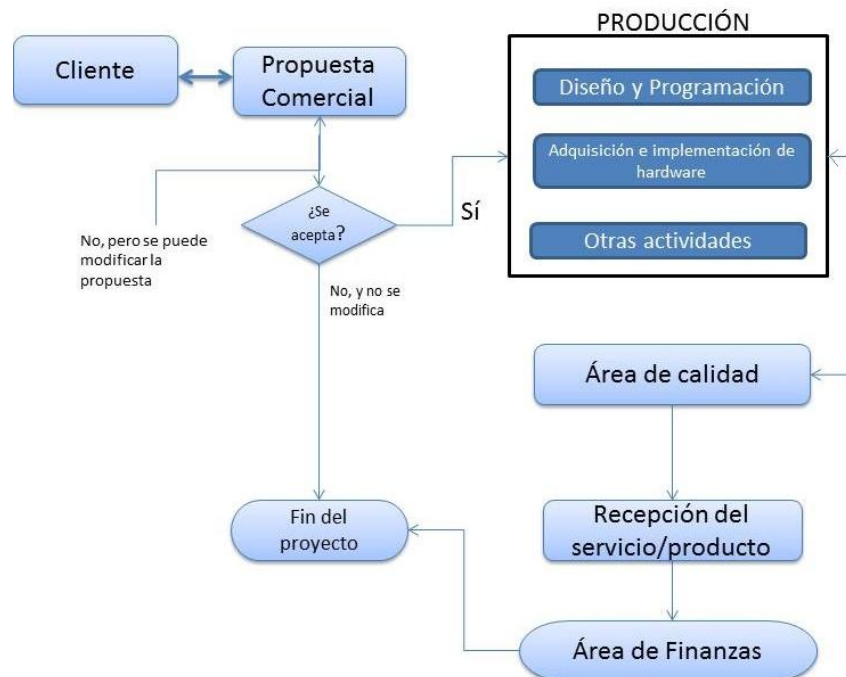 PRODUCCIÓN
Cliente
Propuesta
Comercial
Diseño y Programación
Adquisición e implementación de
hardware
Otras actividades
¿Se
acepta?
Sí
No, pero se puede
modificar la
propuesta
No, y no se
modifica
Área de calidad
Fin del
proyecto
Recepción del
servicio/producto
Área de Finanzas